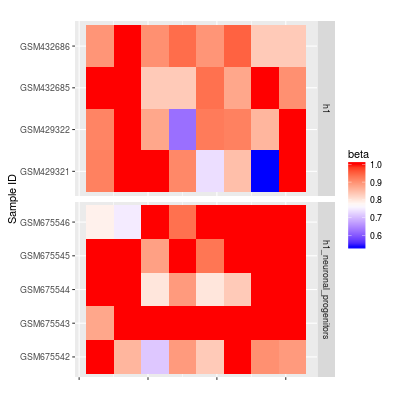 Sample ID
GSM432686
GSM432685
GSM429322
GSM429321
h1
GSM675546
GSM675545
GSM675544
GSM675543
GSM675542
h1_neuronal_progenitors
beta
1.0
0.9
0.8
0.7
0.6